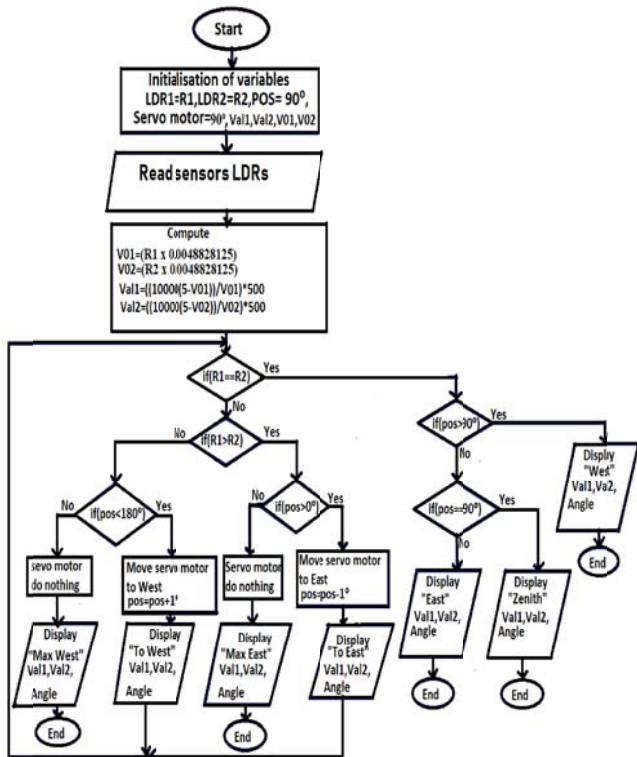 Start
Initialisation of variables
LDR1=R1,LDR2=R2,POS= 90⁰,
Servo motor=90⁰, Val1,Val2,V01,V02
Read sensors LDRs
Compute
V01=(R1 x 0.0048828125)
V02=(R2 x 0.0048828125)
Val1=((10000(5-V01))/V01)*500
Val2=((10000(5-V02))/V02)*500
if(R1==R2)
Yes
No
if(R1>R2)
No
Yes
if(pos>90⁰)
Yes
No
Display
"West"
Val1,Va2,
Angle
End
if(pos<180⁰)
No
Yes
if(pos>0⁰)
No
Yes
if(pos==90⁰)
Yes
No
sevo motor
do nothing
Move servo motor
to West
pos=pos+1⁰
Servo motor
do nothing
Move servo motor
to East
pos=pos-1⁰
Display
"Max West"
Val1,Val2,
Angle
End
Display
"To West"
Val1,Val2,
Angle
Display
"Max East"
Val1,Val2,
Angle
End
Display
"To East"
Val1,Val2,
Angle
Display
"East"
Val1,Val2,
Angle
End
Display
"Zenith"
Val1,Val2,
Angle
End